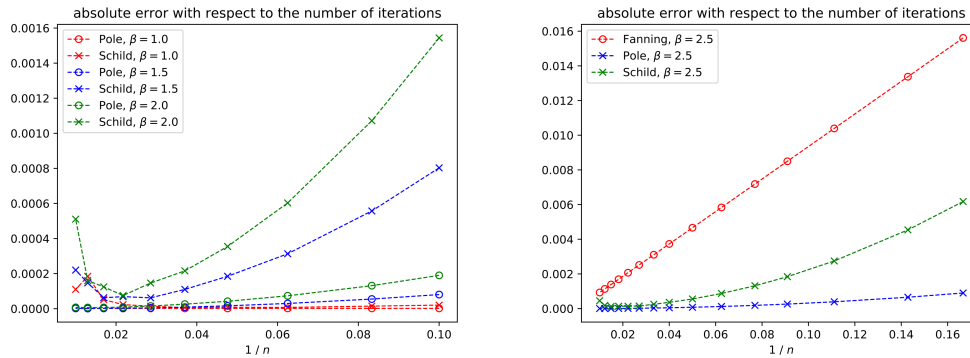 absolute error with respect to the number of iterations
0.0016
0.0014
0.0012
0.0010
0.0008
0.0006
0.0004
0.0002
0.0000
Pole, β = 1.0
Schild, β = 1.0
Pole, β = 1.5
Schild, β = 1.5
Pole, β = 2.0
Schild, β = 2.0
0.02 0.04 0.06 0.08 0.10
1 / n
absolute error with respect to the number of iterations
0.016
0.014
0.012
0.010
0.008
0.006
0.004
0.002
0.000
Fanning, β = 2.5
Pole, β = 2.5
Schild, β = 2.5
0.02 0.04 0.06 0.08 0.10 0.12 0.14 0.16
1 / n